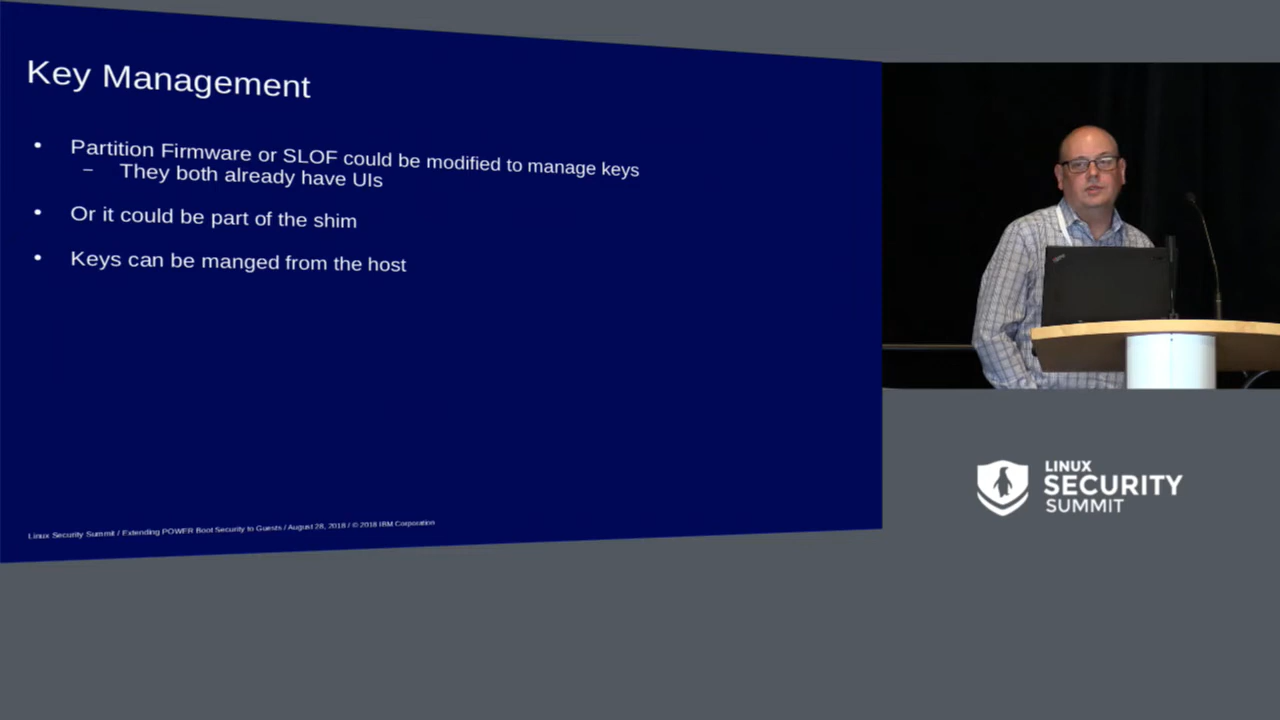 Key Management
• Partition Firmware or SLOF could be modified to manage keys
– They both already have UIs
• Or it could be part of the shim
• Keys can be manged from the host
Linux Security Summit / Extending POWER Boot Security to Guests / August 28, 2018 / © 2018 IBM Corporation
LINUX
SECURITY
SUMMIT